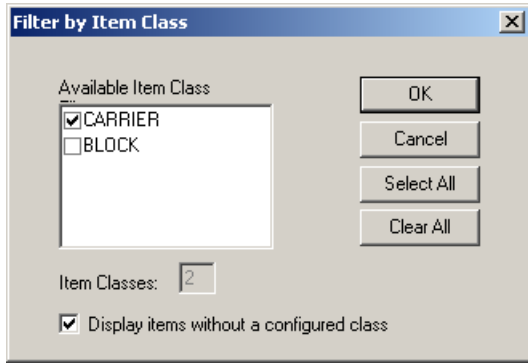 Filter by Item Class
Available Item Class
CARRIER
BLOCK
OK
Cancel
Select All
Clear All
Item Classes: 2
Display items without a configured class